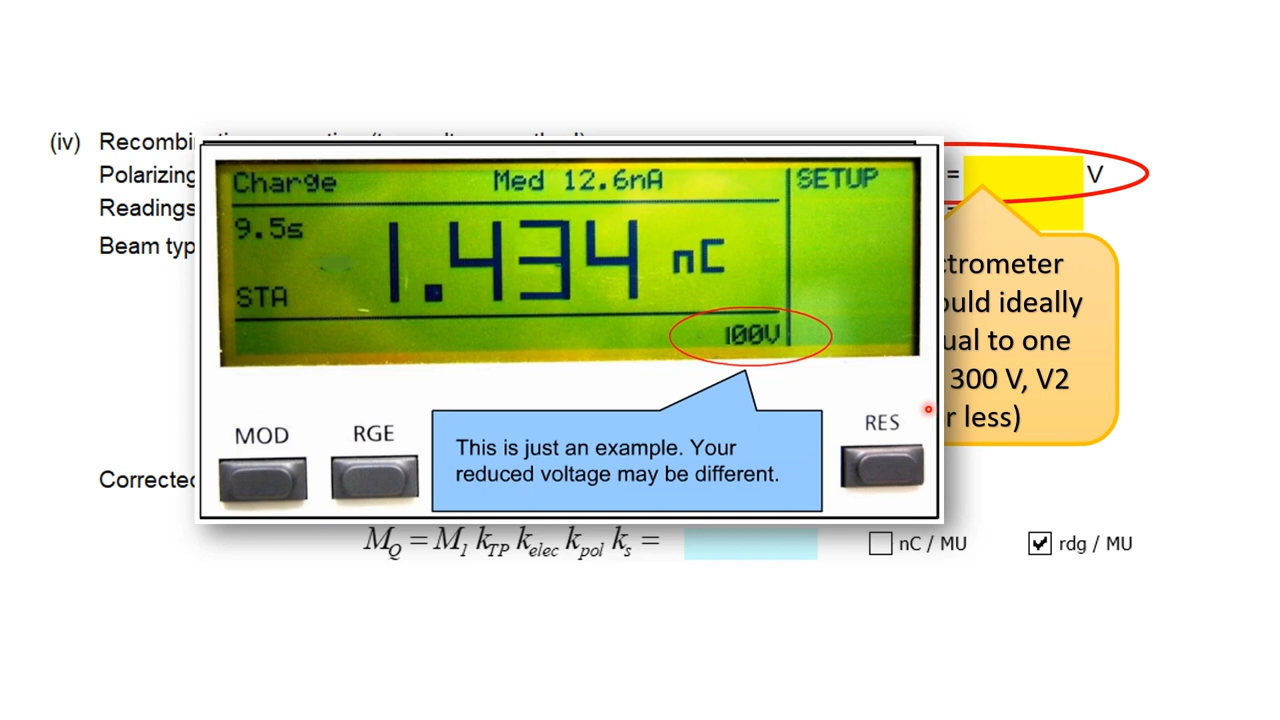 (iv) Recombi
Polarizing = V
Readings
Beam typ
Charge Med 12.6nA SETUP
9.5s
1.434 nC
STA
100V
MOD RGE RES
This is just an example. Your
reduced voltage may be different.
ctrometer
ould ideally
ual to one
300 V, V2
r less)
Corrected
M_Q = M_1 k_TP k_elec k_pol k_s =
nC / MU rdg / MU